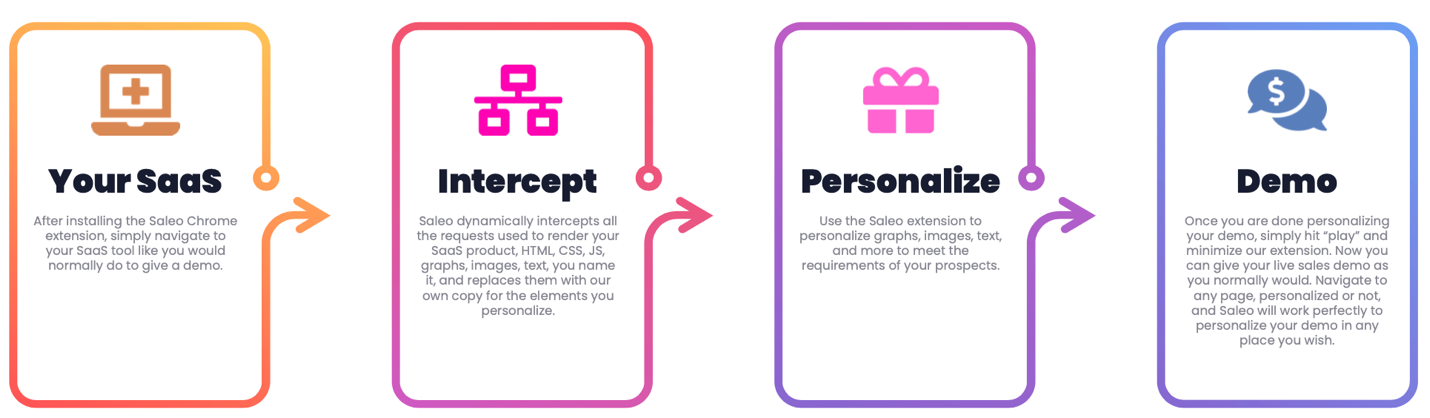 Your SaaS
After installing the Saleo Chrome
extension, simply navigate to
your SaaS tool like you would
normally do to give a demo.
Intercept
Saleo dynamically intercepts all
the requests used to render your
SaaS product, HTML, CSS, JS,
graphs, images, text, you name
it, and replaces them with our
own copy for the elements you
personalize.
Personalize
Use the Saleo extension to
personalize graphs, images, text,
and more to meet the
requirements of your prospects.
Demo
Once you are done personalizing
your demo, simply hit “play” and
minimize our extension. Now you
can give your live sales demo as
you normally would. Navigate to
any page, personalized or not,
and Saleo will work perfectly to
personalize your demo in any
place you wish.